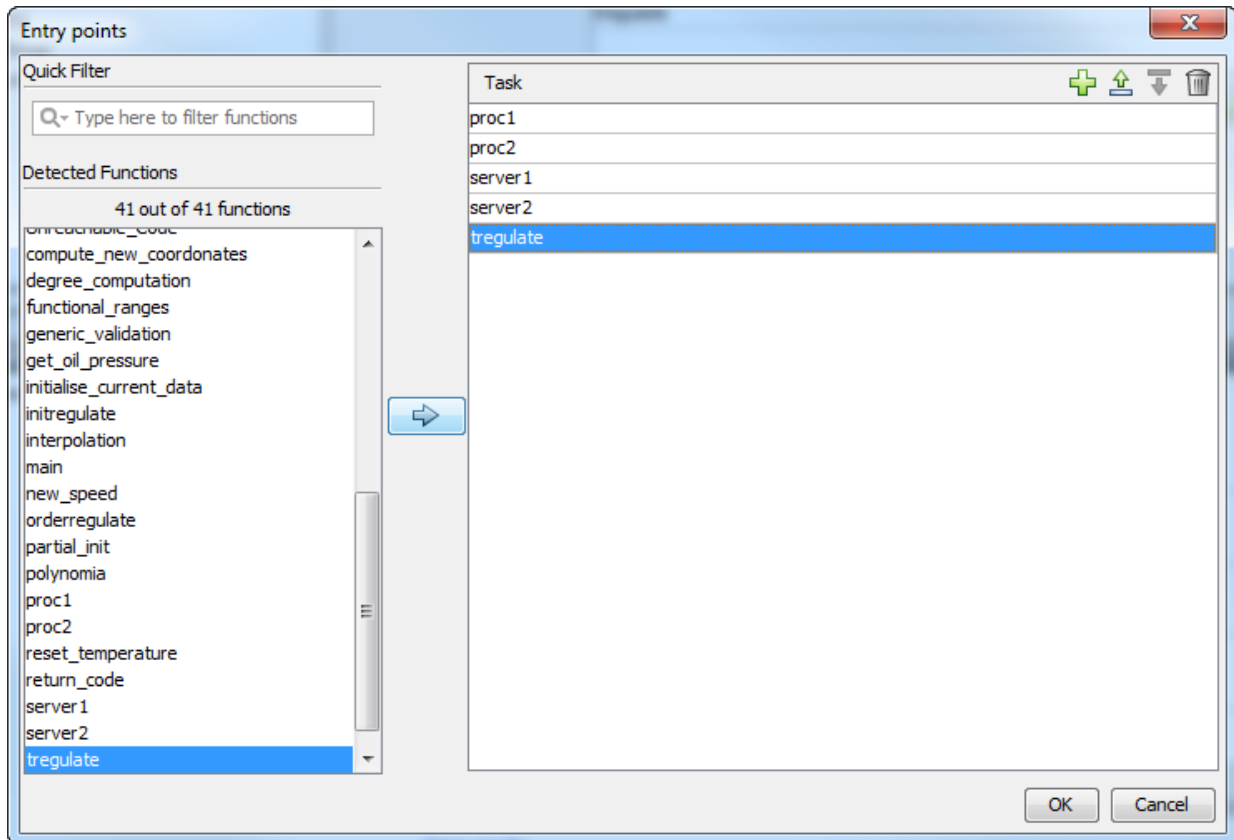 Entry points
Quick Filter
Type here to filter functions
Detected Functions
41 out of 41 functions
compute_new_coordonates
degree_computation
functional_ranges
generic_validation
get_oil_pressure
initialise_current_data
initregulate
interpolation
main
new_speed
orderregulate
partial_init
polynomia
proc1
proc2
reset_temperature
return_code
server1
server2
tregulate
Task
proc1
proc2
server1
server2
tregulate
OK
Cancel